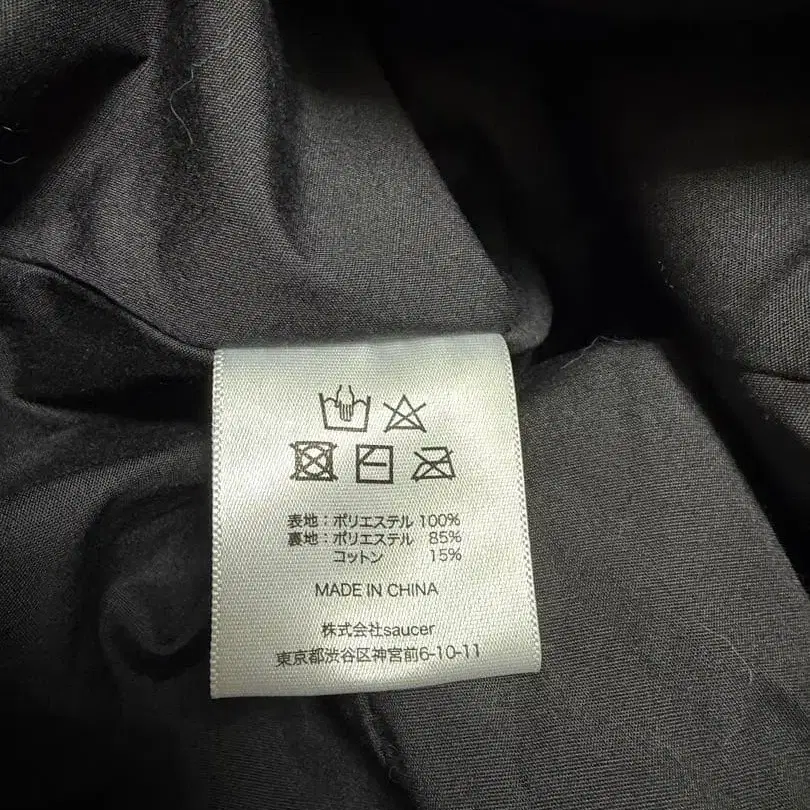 表地：ポリエステル 100%
裏地：ポリエステル 85%
コットン 15%
MADE IN CHINA
株式会社saucer
東京都渋谷区神宮前6-10-11